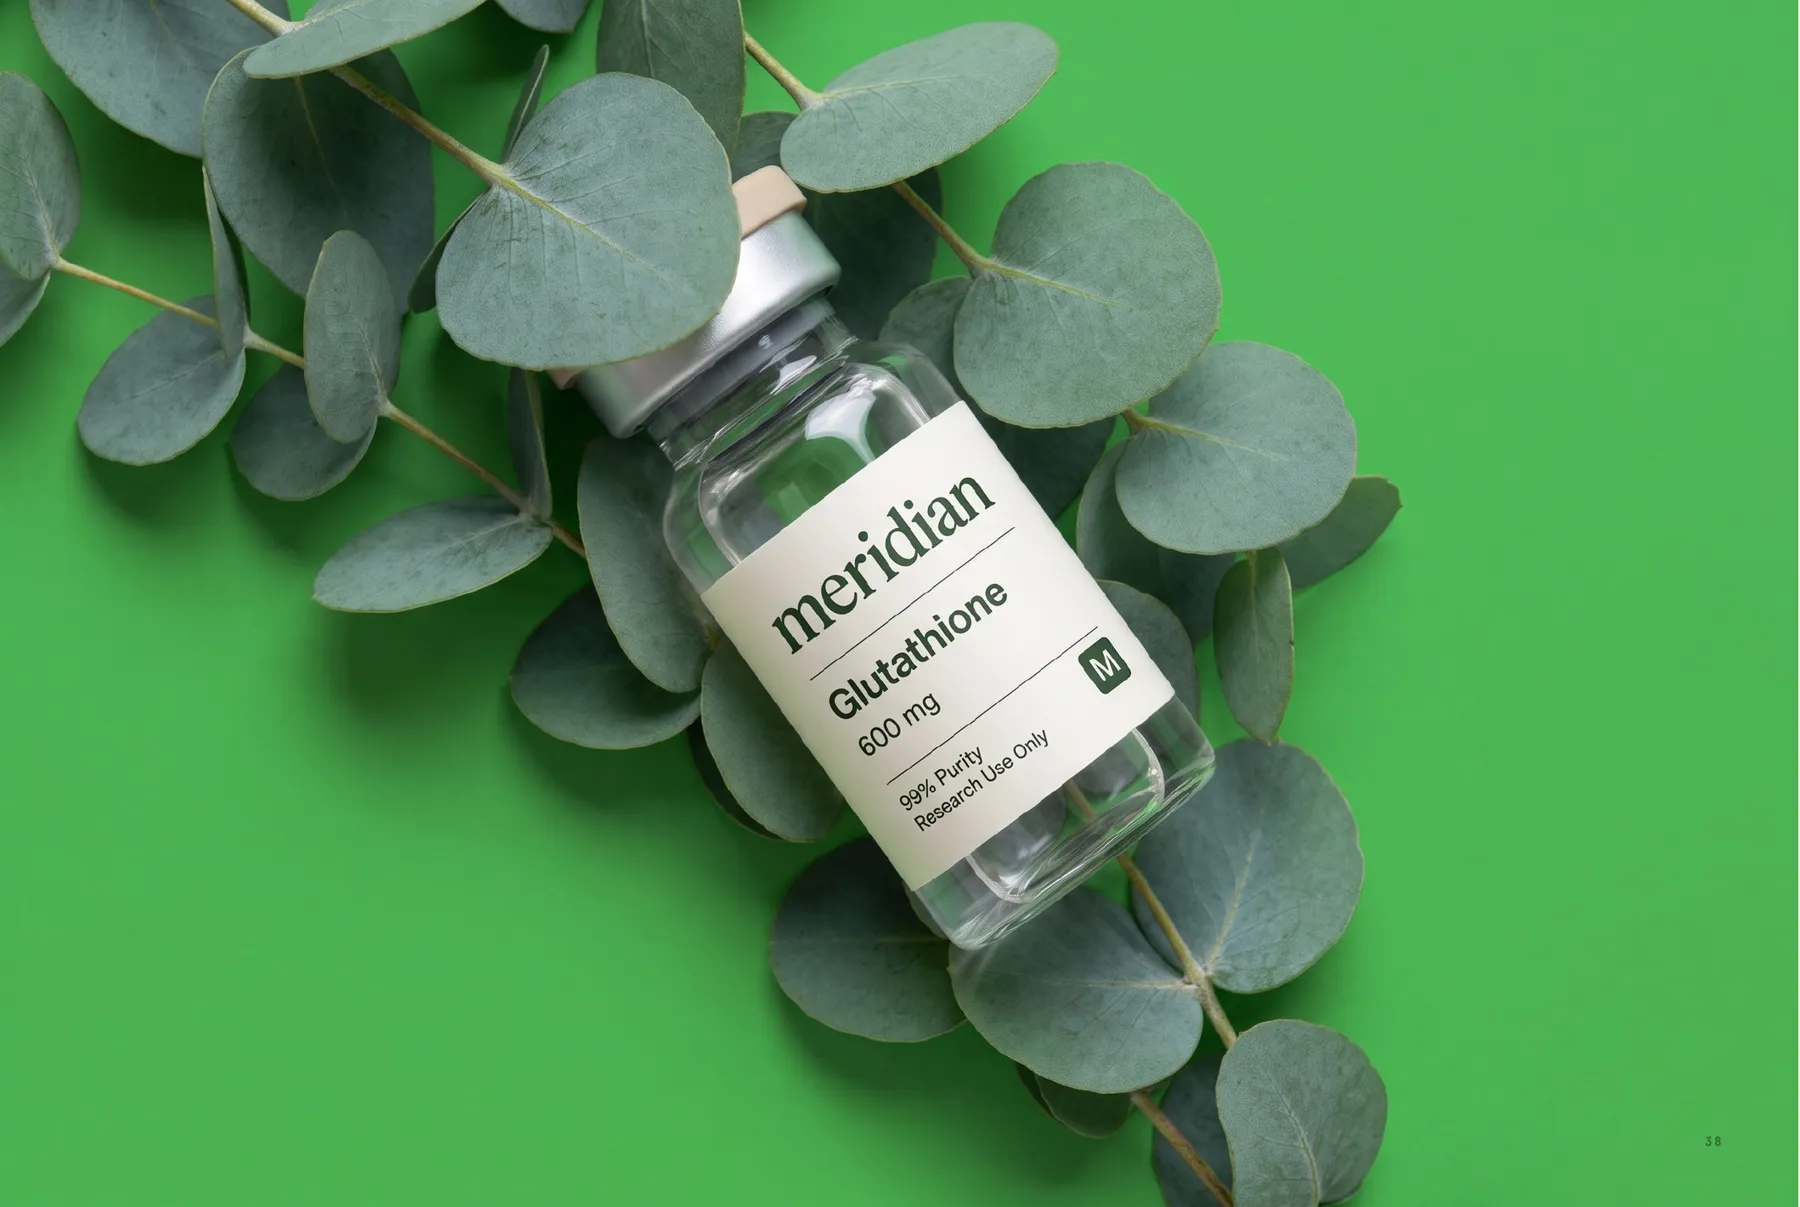 meridian
Glutathione
600 mg
M
99% Purity
Research Use Only
38